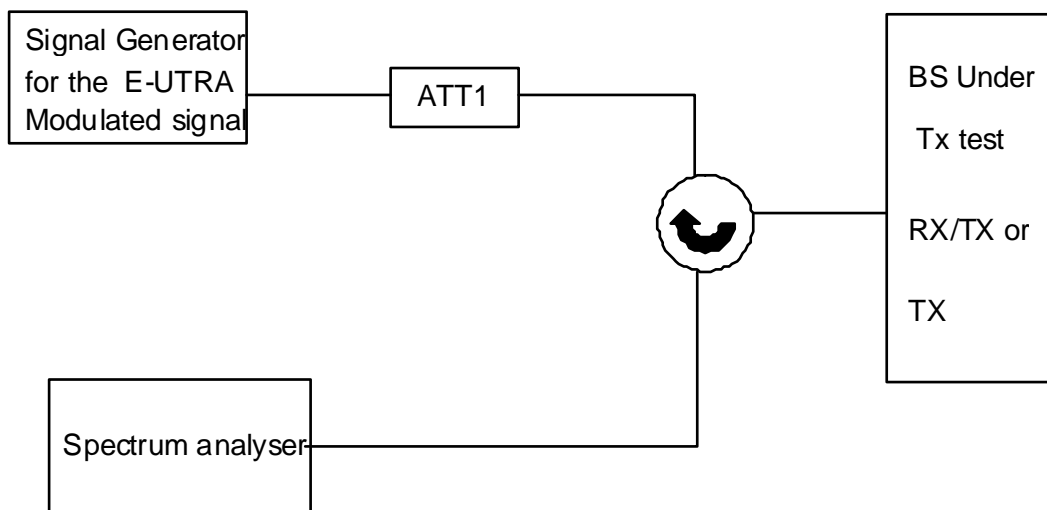 Signal Generator
for the E-UTRA
Modulated signal
ATT1
BS Under
Tx test
RX/TX or
TX
Spectrum analyser